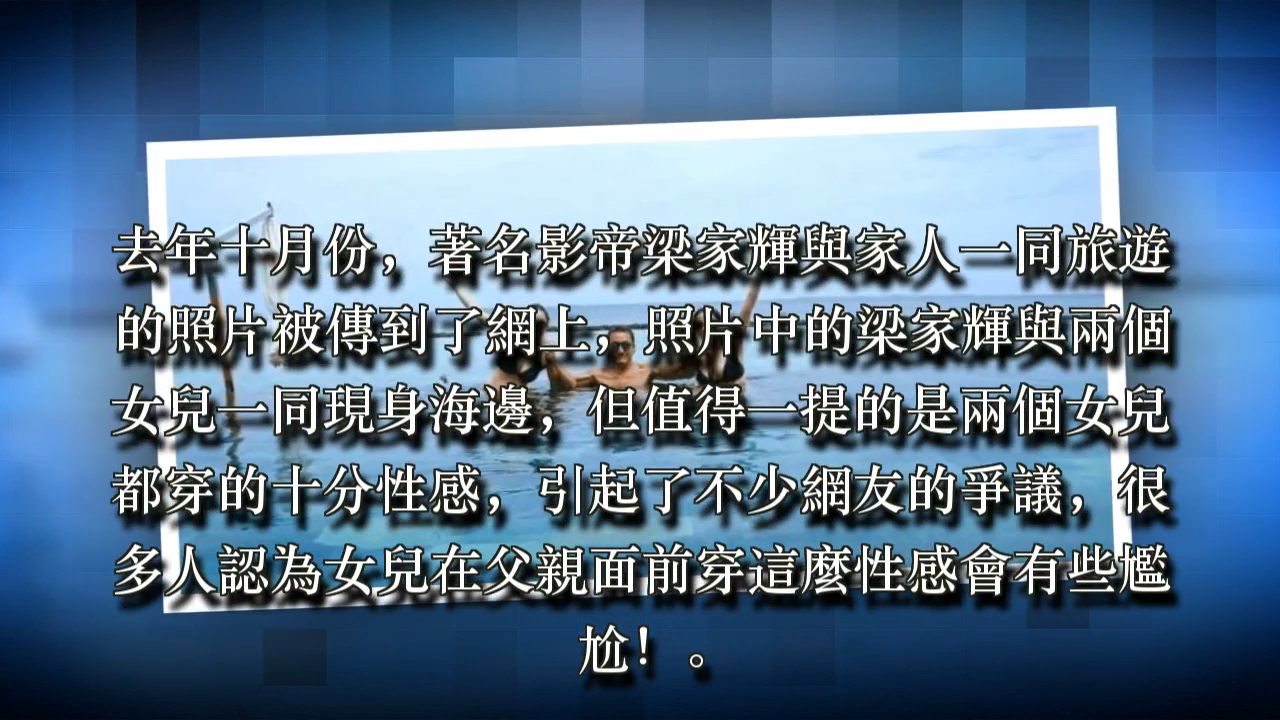 去年十月份，著名影帝梁家輝與家人一同旅遊
的照片被傳到了網上，照片中的梁家輝與兩個
女兒一同現身海邊，但值得一提的是兩個女兒
都穿的十分性感，引起了不少網友的爭議，很
多人認為女兒在父親面前穿這麼性感會有些尷
尬！。